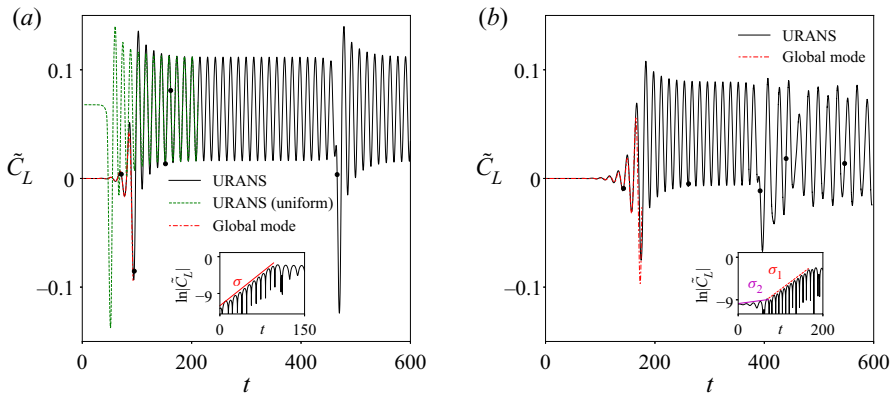 (a)
0.1
0
−0.1
C̃_L
URANS
URANS (uniform)
Global mode
0
−9
ln|C̃_L|
σ
0
t
150
0
200
400
600
t
(b)
0.1
0
−0.1
C̃_L
URANS
Global mode
0
−9
ln|C̃_L|
σ₁
σ₂
0
t
200
0
200
400
600
t